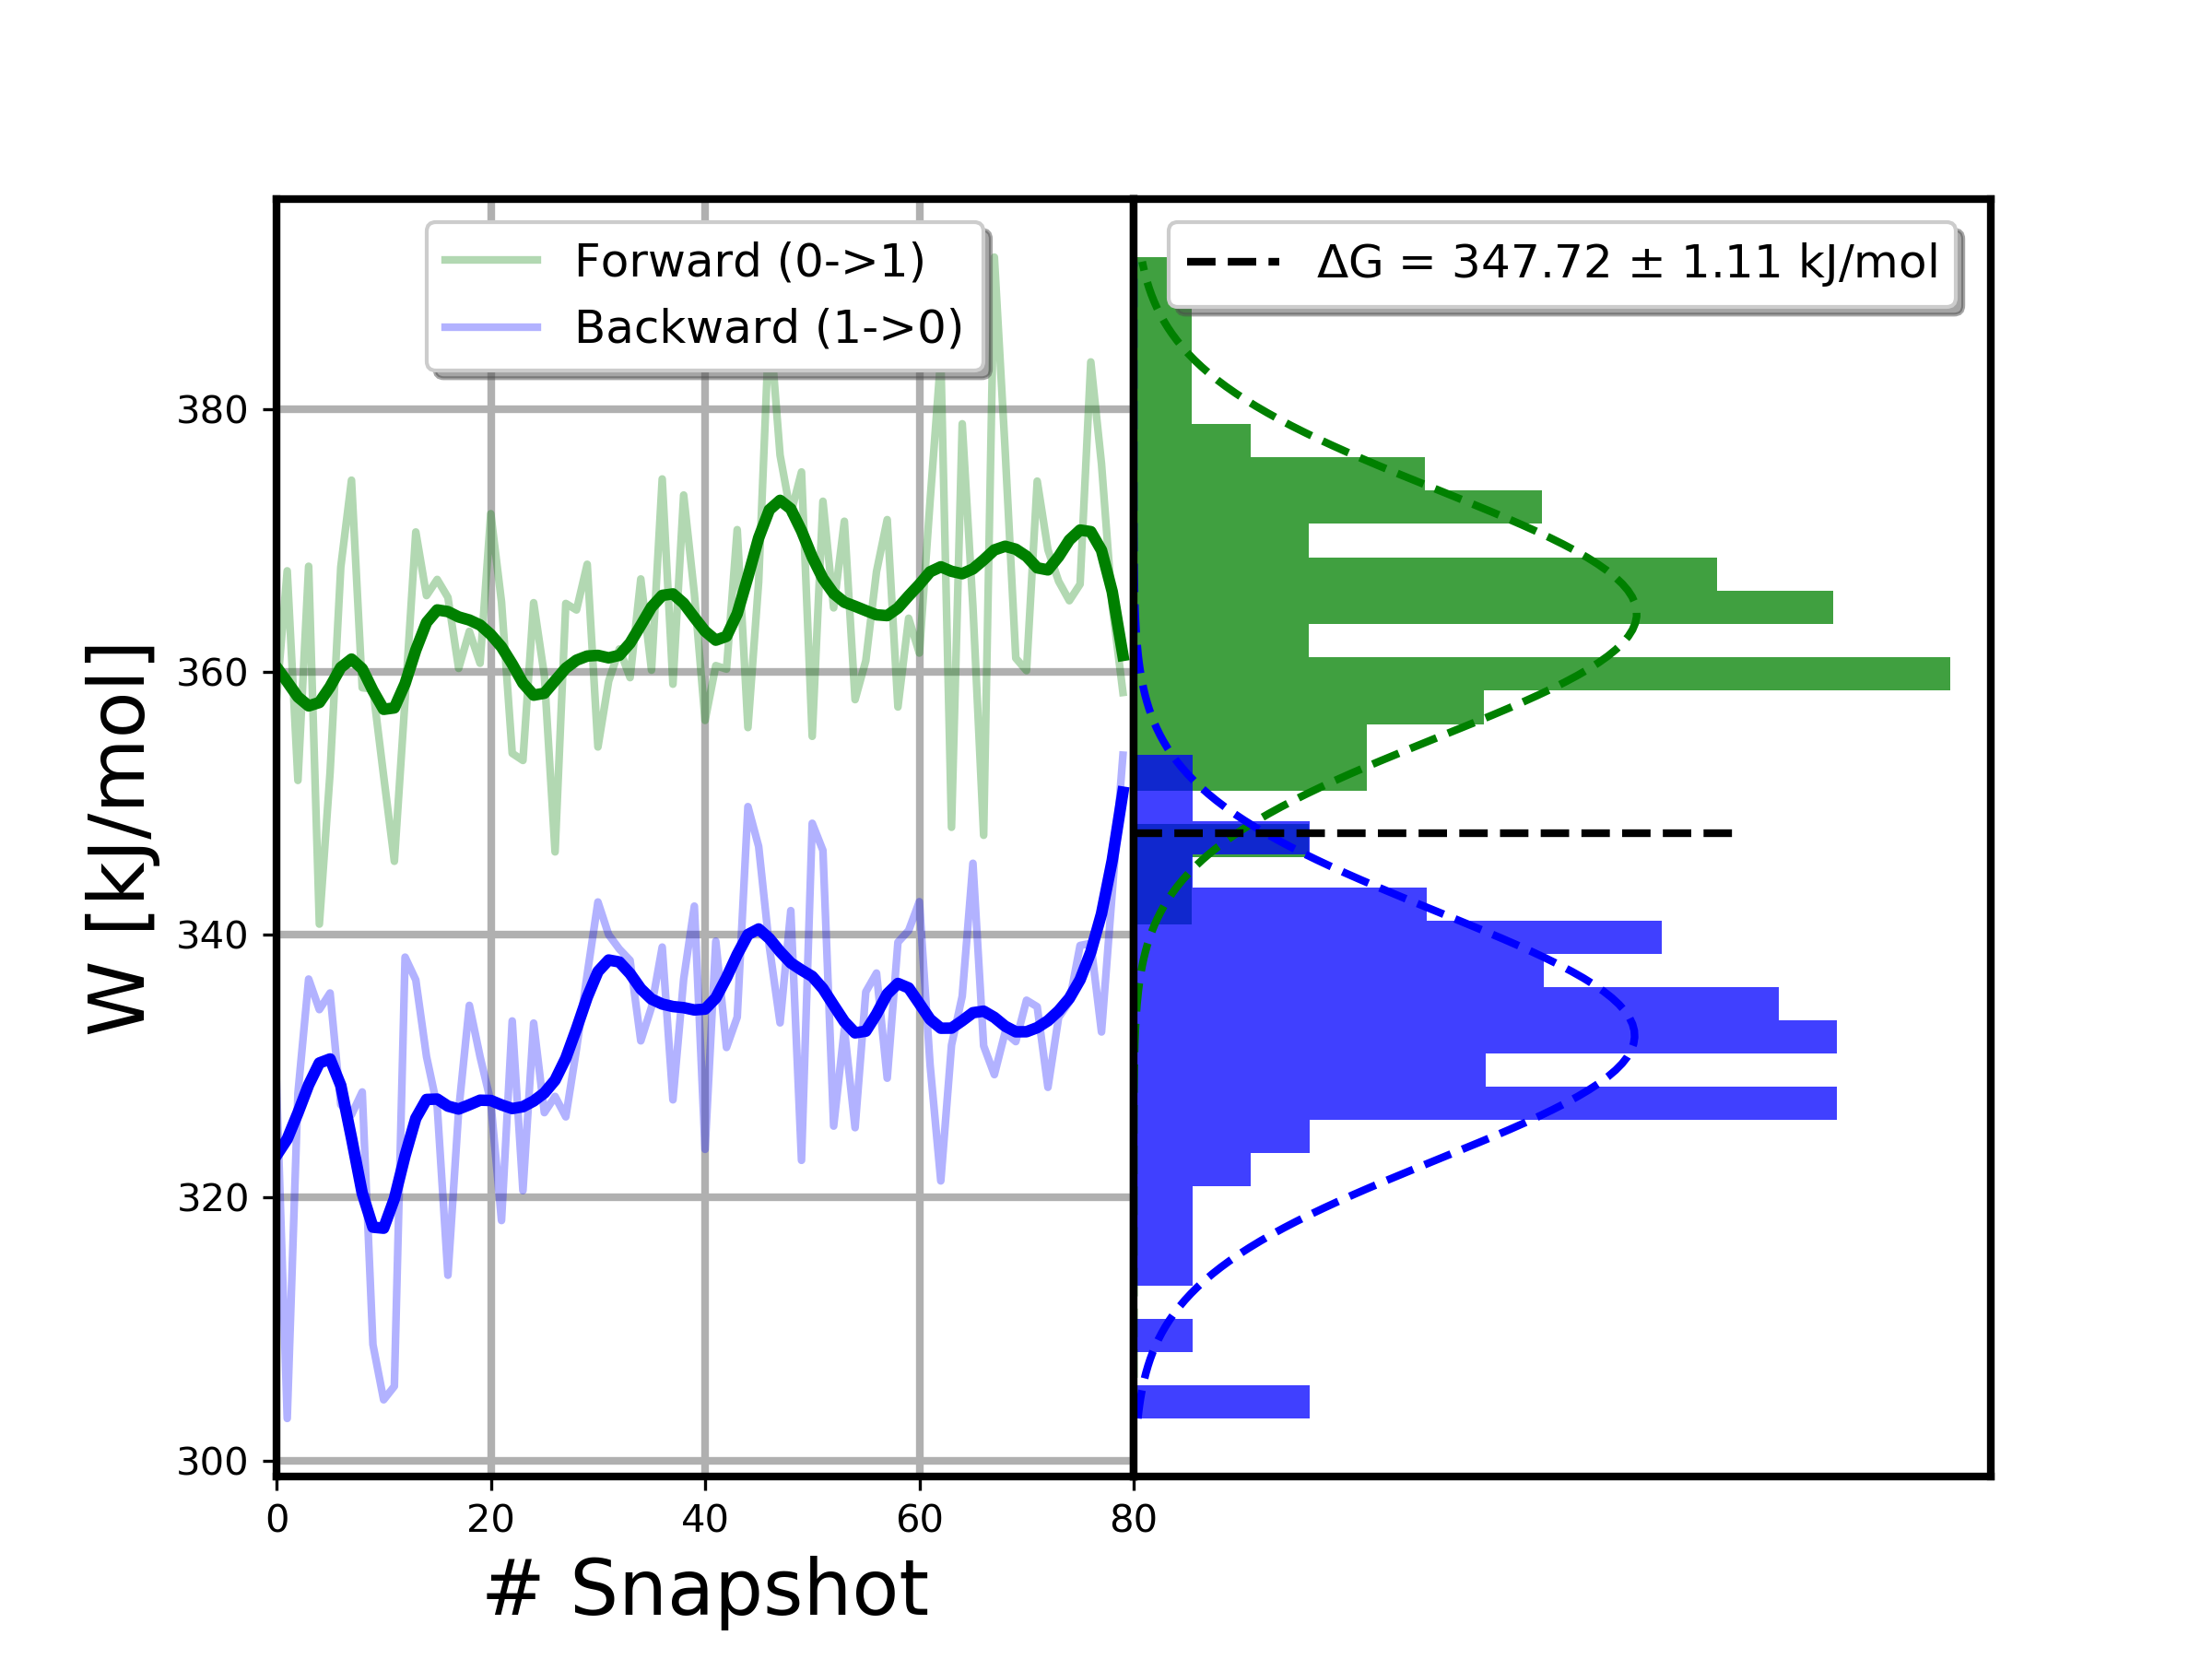 Forward (0->1)
Backward (1->0)
ΔG = 347.72 ± 1.11 kJ/mol
380
360
340
320
300
W [kJ/mol]
0 20 40 60 80
# Snapshot